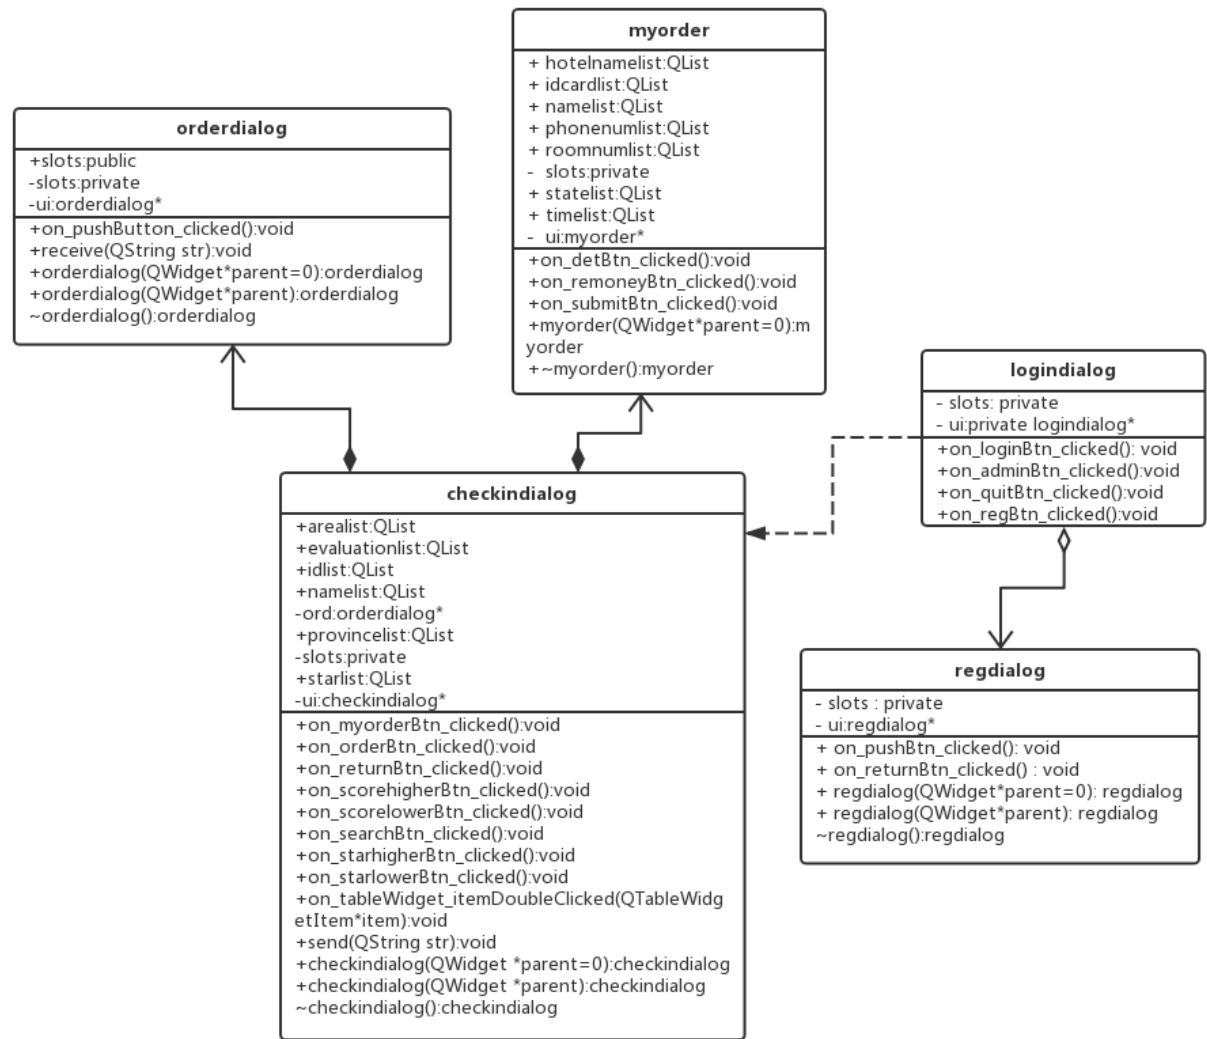 myorder
+ hotelnamelist:QList
+ idcardlist:QList
+ namelist:QList
+ phonenumlist:QList
+ roomnumlist:QList
- slots:private
+ statelist:QList
+ timelist:QList
- ui:myorder*
+on_detBtn_clicked():void
+on_remoneyBtn_clicked():void
+on_submitBtn_clicked():void
+myorder(QWidget*parent=0):m
yorder
+~myorder():myorder
orderdialog
+slots:public
-slots:private
-ui:orderdialog*
+on_pushButton_clicked():void
+receive(QString str):void
+orderdialog(QWidget*parent=0):orderdialog
+orderdialog(QWidget*parent):orderdialog
~orderdialog():orderdialog
logindialog
- slots: private
- ui:private logindialog*
+on_loginBtn_clicked(): void
+on_adminBtn_clicked():void
+on_quitBtn_clicked():void
+on_regBtn_clicked():void
checkindialog
+arealist:QList
+evaluationlist:QList
+idlist:QList
+namelist:QList
-ord:orderdialog*
+provincelist:QList
-slots:private
+starlist:QList
-ui:checkindialog*
+on_myorderBtn_clicked():void
+on_orderBtn_clicked():void
+on_returnBtn_clicked():void
+on_scorehigherBtn_clicked():void
+on_scorelowerBtn_clicked():void
+on_searchBtn_clicked():void
+on_starhigherBtn_clicked():void
+on_starlowerBtn_clicked():void
+on_tableWidget_itemDoubleClicked(QTableWidg
etItem*item):void
+send(QString str):void
+checkindialog(QWidget *parent=0):checkindialog
+checkindialog(QWidget *parent):checkindialog
~checkindialog():checkindialog
regdialog
- slots : private
- ui:regdialog*
+ on_pushBtn_clicked(): void
+ on_returnBtn_clicked() : void
+ regdialog(QWidget*parent=0): regdialog
+ regdialog(QWidget*parent): regdialog
~regdialog():regdialog